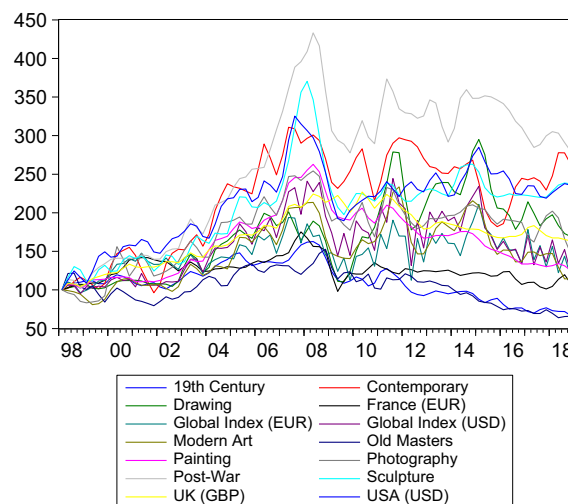 450
400
350
300
250
200
150
100
50
98 00 02 04 06 08 10 12 14 16 18
19th Century Contemporary
Drawing France (EUR)
Global Index (EUR) Global Index (USD)
Modern Art Old Masters
Painting Photography
Post-War Sculpture
UK (GBP) USA (USD)